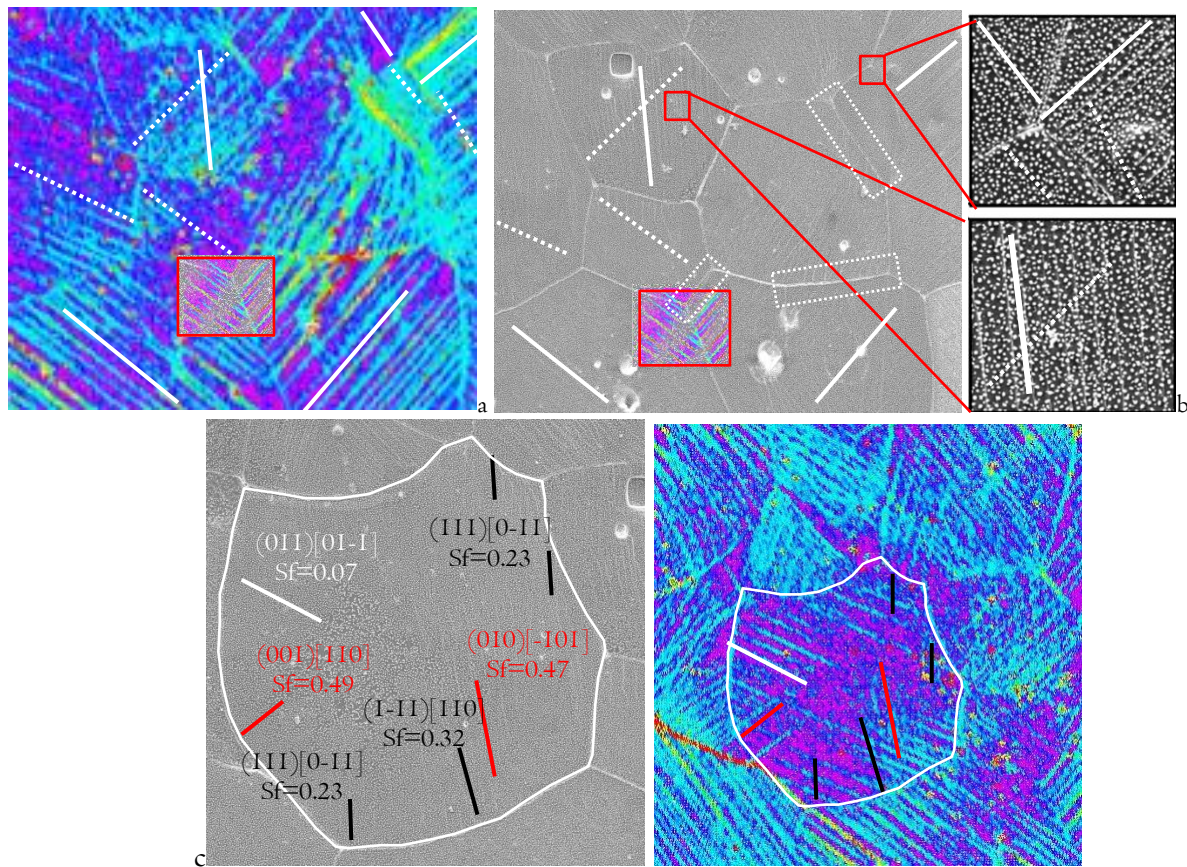 a
b
(111)[0-11]
Sf=0.23
(011)[01-1]
Sf=0.07
(001)[110]
Sf=0.49
(010)[-101]
Sf=0.47
(1-11)[110]
Sf=0.32
(111)[0-11]
Sf=0.23
c